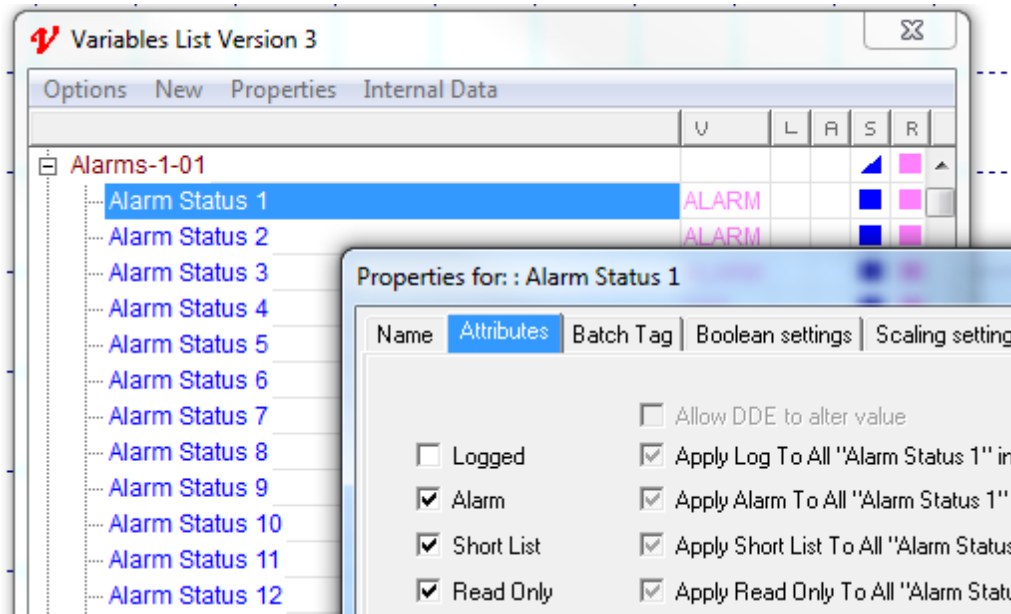 Variables List Version 3
Options New Properties Internal Data
V L A S R
Alarms-1-01
Alarm Status 1 ALARM
Alarm Status 2 ALARM
Alarm Status 3
Alarm Status 4
Alarm Status 5
Alarm Status 6
Alarm Status 7
Alarm Status 8
Alarm Status 9
Alarm Status 10
Alarm Status 11
Alarm Status 12
Properties for: : Alarm Status 1
Name Attributes Batch Tag Boolean settings Scaling setting
Allow DDE to alter value
Logged Apply Log To All "Alarm Status 1" in
Alarm Apply Alarm To All "Alarm Status 1"
Short List Apply Short List To All "Alarm Status
Read Only Apply Read Only To All "Alarm Statu